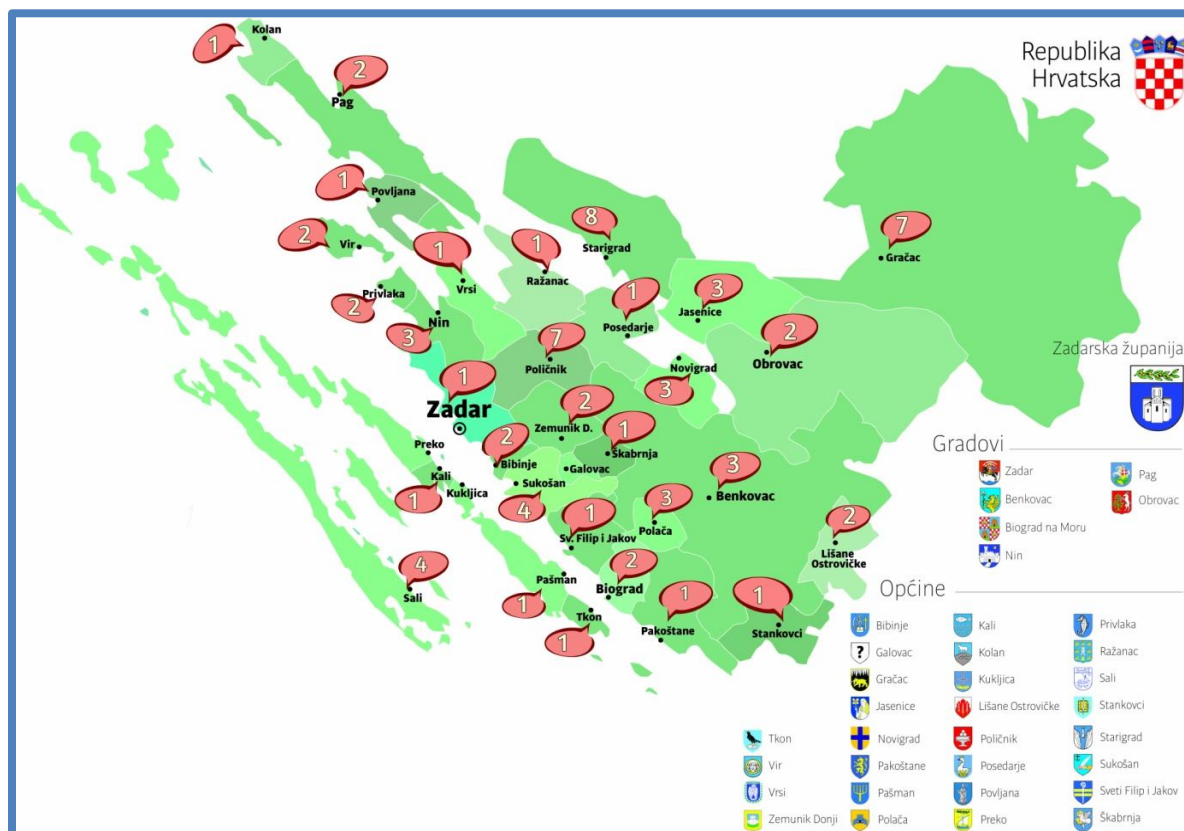 Kolan
1
2
Pag
Republika
Hrvatska
1
Povljana
2
Vir
1
Vrsi
1
Ražanac
8
Starigrad
7
Gračac
Privlaka
2
Nin
3
1
Posedarje
3
Jasenice
2
Obrovac
7
Poličnik
Novigrad
3
Zadarska županija
1
Zadar
2
Zemunik D.
1
Škabrnja
Preko
Kali
1
Kukljica
2
Bibinje
Galovac
Sukošan
4
3
Benkovac
1
Sv. Filip i Jakov
3
Polača
2
Lišane
Ostrovičke
4
Sali
Pašman
1
2
Biograd
Tkon
1
1
Pakoštane
1
Stankovci
Gradovi
Zadar
Pag
Benkovac
Obrovac
Biograd na Moru
Nin
Općine
Bibinje
Kali
Privlaka
?
Galovac
Kolan
Ražanac
Gračac
Kukljica
Sali
Jasenice
Lišane Ostrovičke
Stankovci
Tkon
Novigrad
Poličnik
Starigrad
Vir
Pakoštane
Posedarje
Sukošan
Vrsi
Pašman
Povljana
Sveti Filip i Jakov
Zemunik Donji
Polača
Preko
Škabrnja